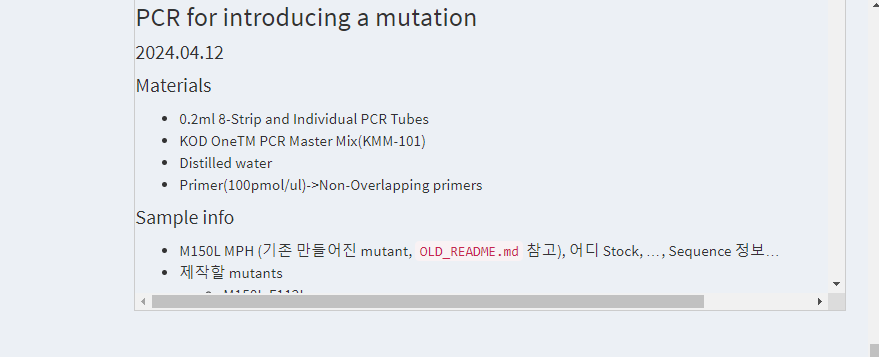 PCR for introducing a mutation
2024.04.12
Materials
0.2ml 8-Strip and Individual PCR Tubes
KOD OneTM PCR Master Mix(KMM-101)
Distilled water
Primer(100pmol/ul)->Non-Overlapping primers
Sample info
M150L MPH (기존 만들어진 mutant, OLD_README.md 참고), 어디 Stock, ..., Sequence 정보...
제작할 mutants